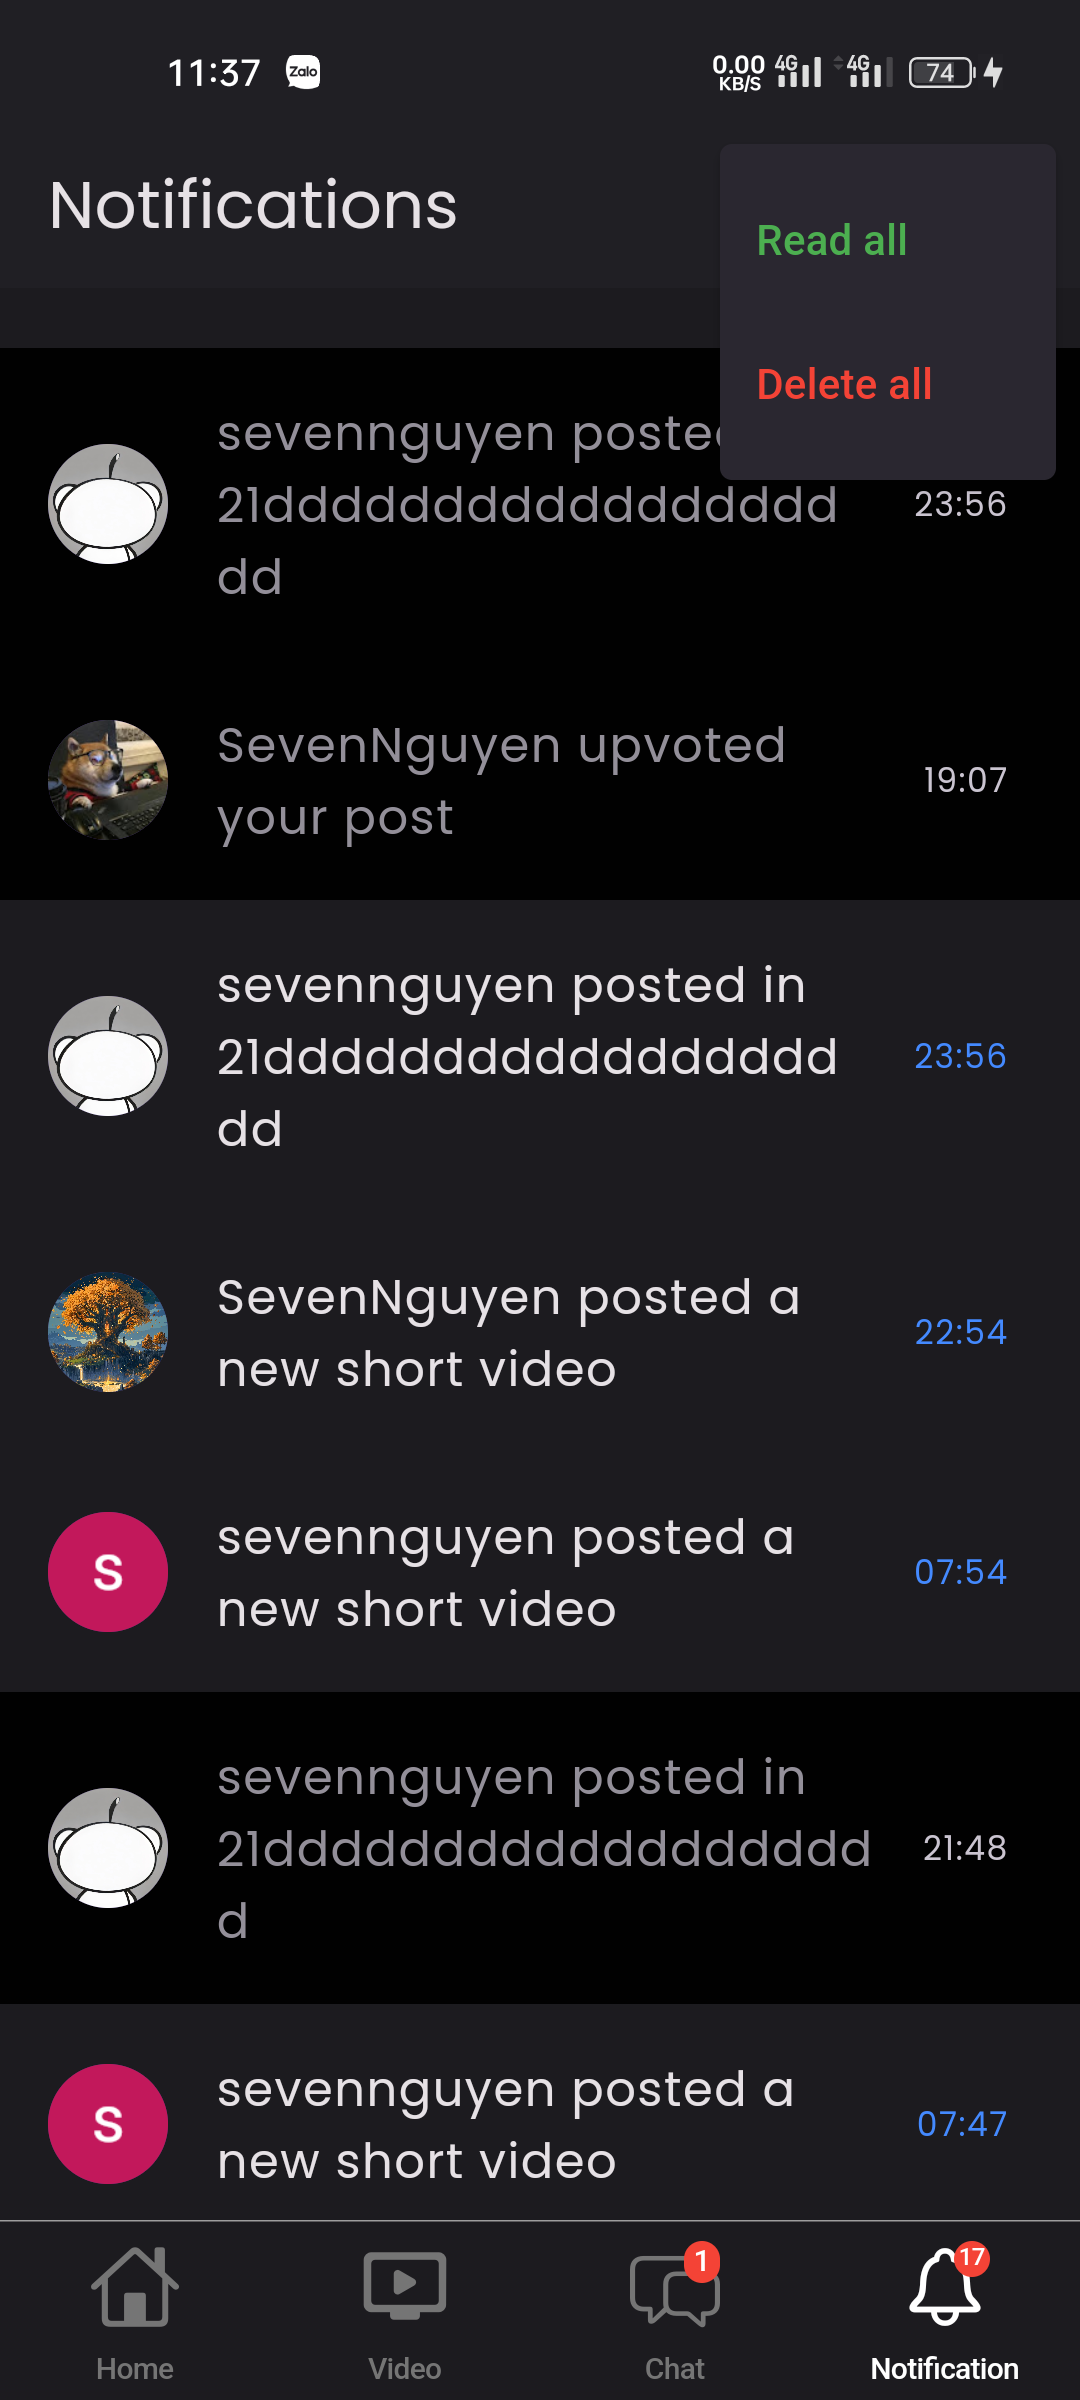 11:37 Zalo 0.00 KB/S 4G 4G 74
Notifications
Read all
Delete all
sevennguyen posted
21ddddddddddddddddd
dd
23:56
SevenNguyen upvoted
your post
19:07
sevennguyen posted in
21ddddddddddddddddd
dd
23:56
SevenNguyen posted a
new short video
22:54
S
sevennguyen posted a
new short video
07:54
sevennguyen posted in
21dddddddddddddddddd
d
21:48
S
sevennguyen posted a
new short video
07:47
1
17
Home
Video
Chat
Notification